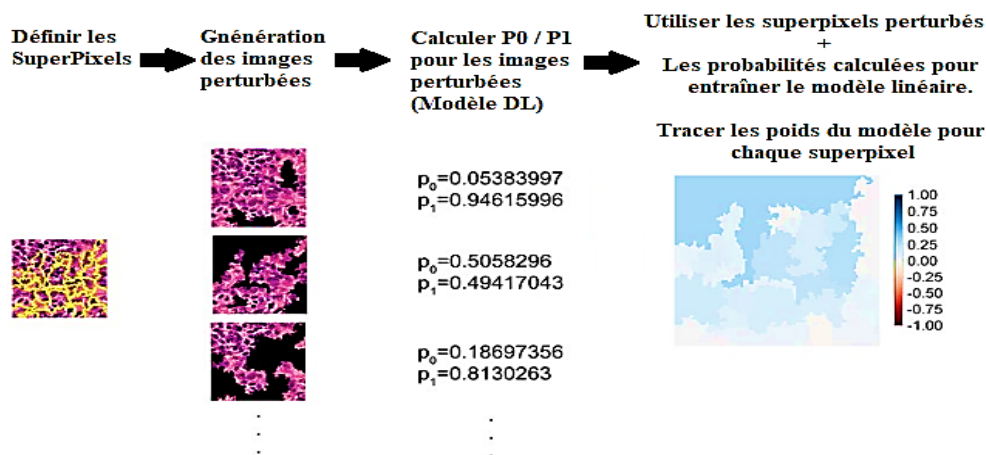 Définir les
SuperPixels
Gnénération
des images
perturbées
Calculer P0 / P1
pour les images
perturbées
(Modèle DL)
Utiliser les superpixels perturbés
+
Les probabilités calculées pour
entraîner le modèle linéaire.
Tracer les poids du modèle pour
chaque superpixel
p0=0.05383997
p1=0.94615996
p0=0.5058296
p1=0.49417043
p0=0.18697356
p1=0.8130263
1.00
0.75
0.50
0.25
0.00
-0.25
-0.50
-0.75
-1.00